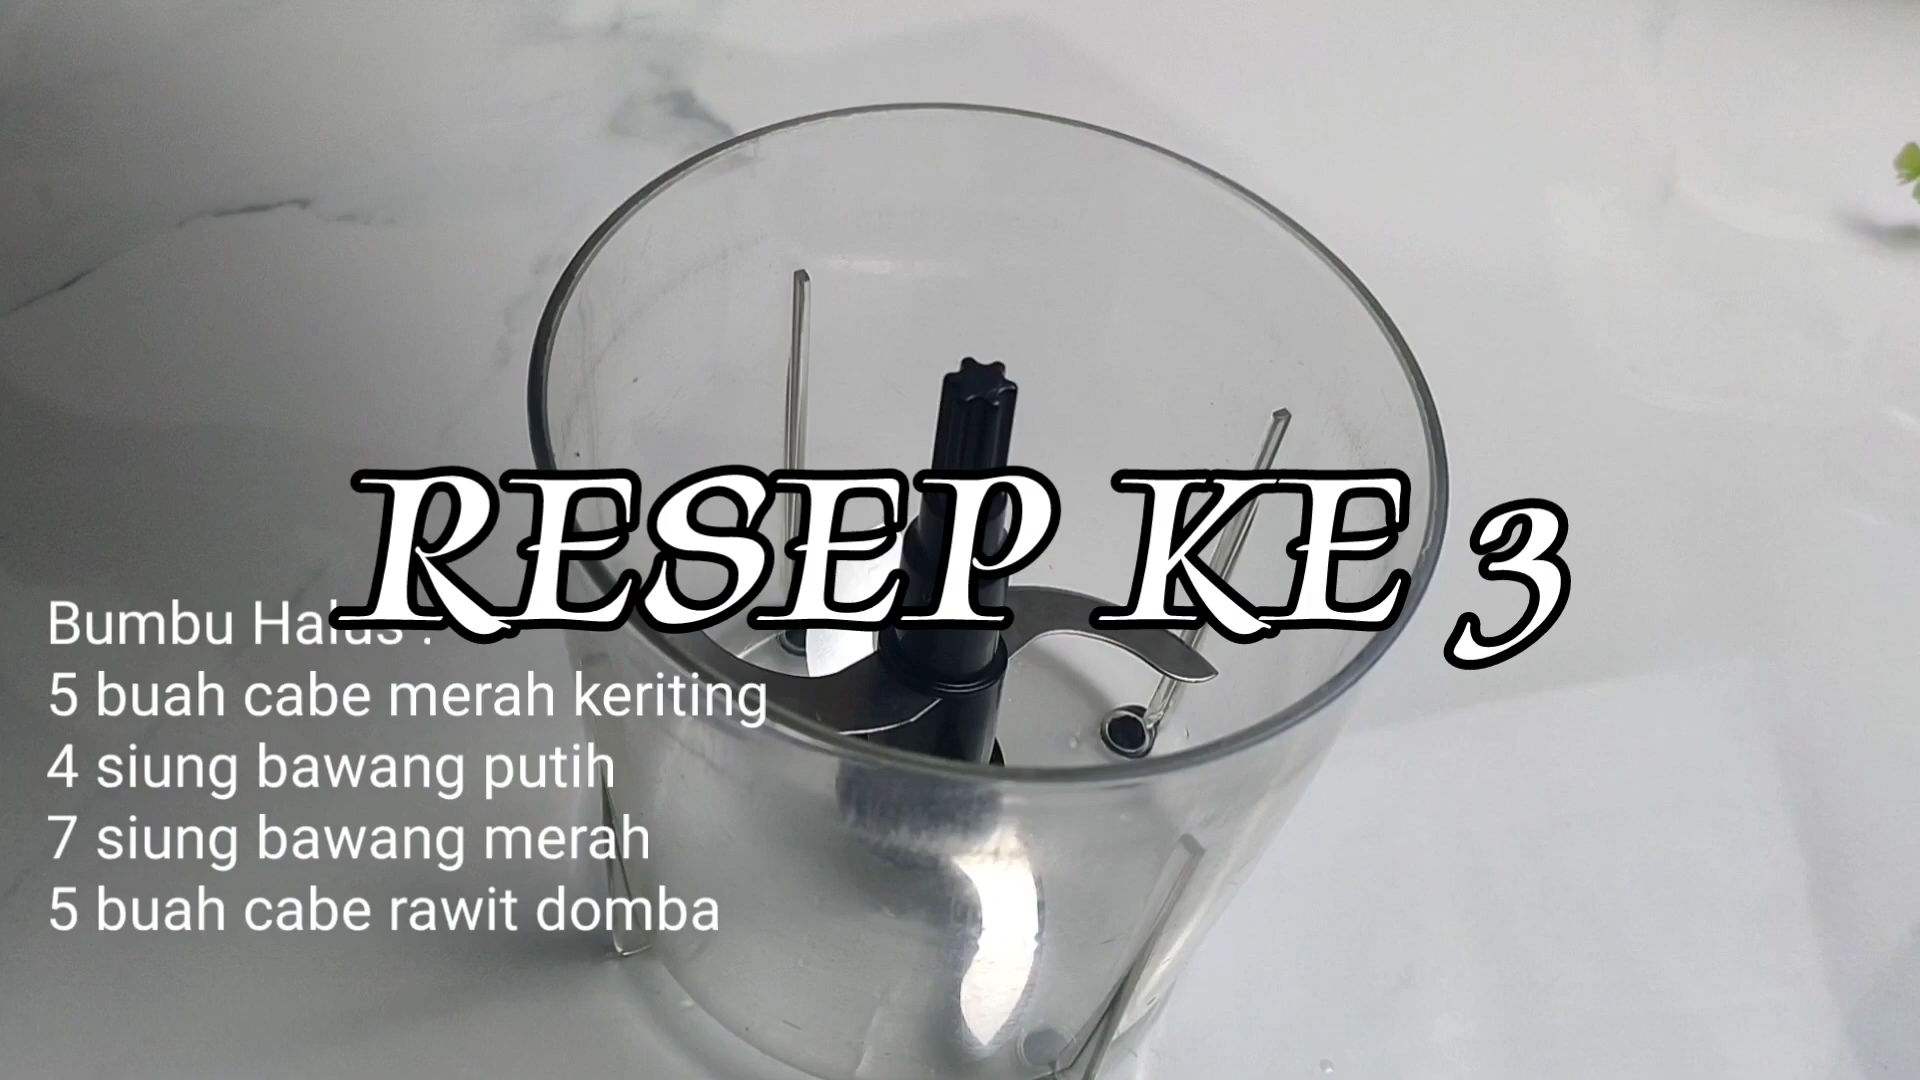 RESEP KE 3
Bumbu Halus :
5 buah cabe merah keriting
4 siung bawang putih
7 siung bawang merah
5 buah cabe rawit domba